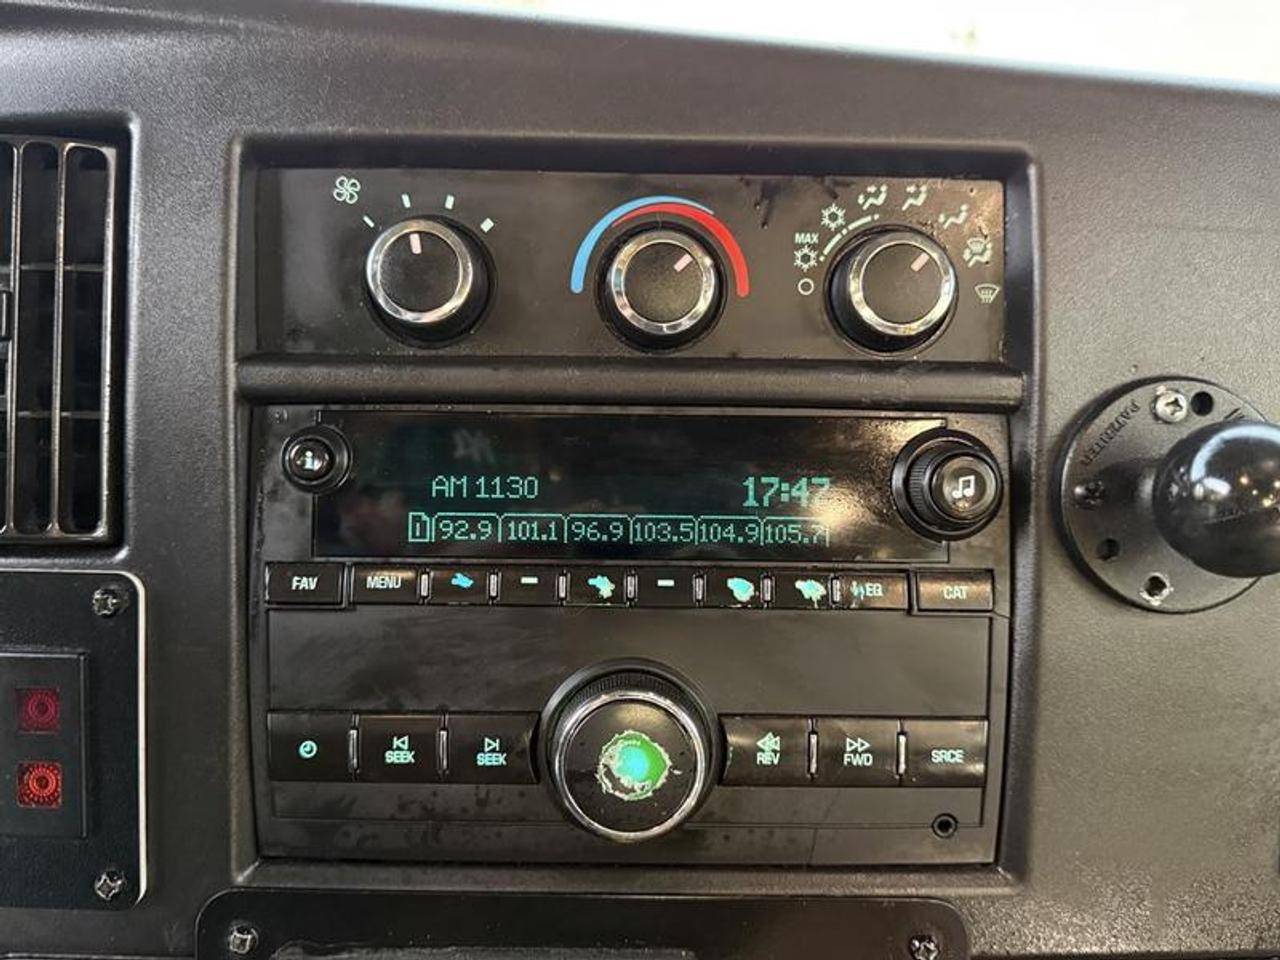 MAX
AM 1130 17:47
1 92.9 101.1 96.9 103.5 104.9 105.7
FAV MENU EQ CAT
SEEK SEEK REV FWD SRCE